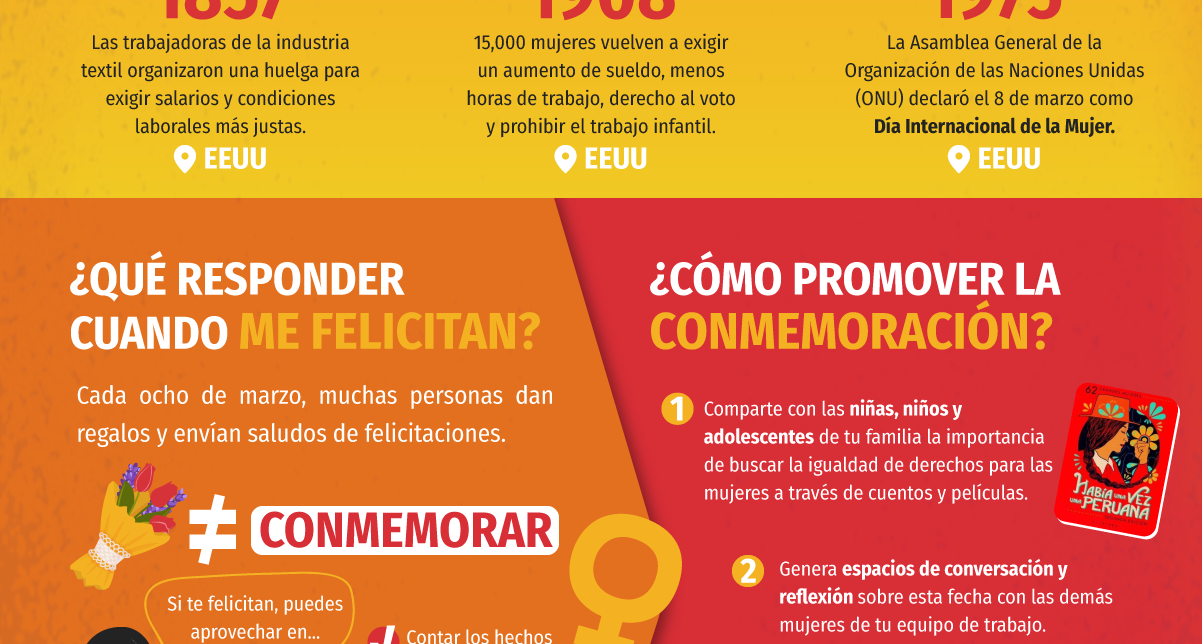 1857
Las trabajadoras de la industria
textil organizaron una huelga para
exigir salarios y condiciones
laborales más justas.
EEUU
1908
15,000 mujeres vuelven a exigir
un aumento de sueldo, menos
horas de trabajo, derecho al voto
y prohibir el trabajo infantil.
EEUU
1975
La Asamblea General de la
Organización de las Naciones Unidas
(ONU) declaró el 8 de marzo como
Día Internacional de la Mujer.
EEUU
¿QUÉ RESPONDER
CUANDO ME FELICITAN?
Cada ocho de marzo, muchas personas dan
regalos y envían saludos de felicitaciones.
≠ CONMEMORAR
Si te felicitan, puedes
aprovechar en...
Contar los hechos
¿CÓMO PROMOVER LA
CONMEMORACIÓN?
1 Comparte con las niñas, niños y
adolescentes de tu familia la importancia
de buscar la igualdad de derechos para las
mujeres a través de cuentos y películas.
62
HABÍA UNA VEZ
UNA PERUANA
2 Genera espacios de conversación y
reflexión sobre esta fecha con las demás
mujeres de tu equipo de trabajo.